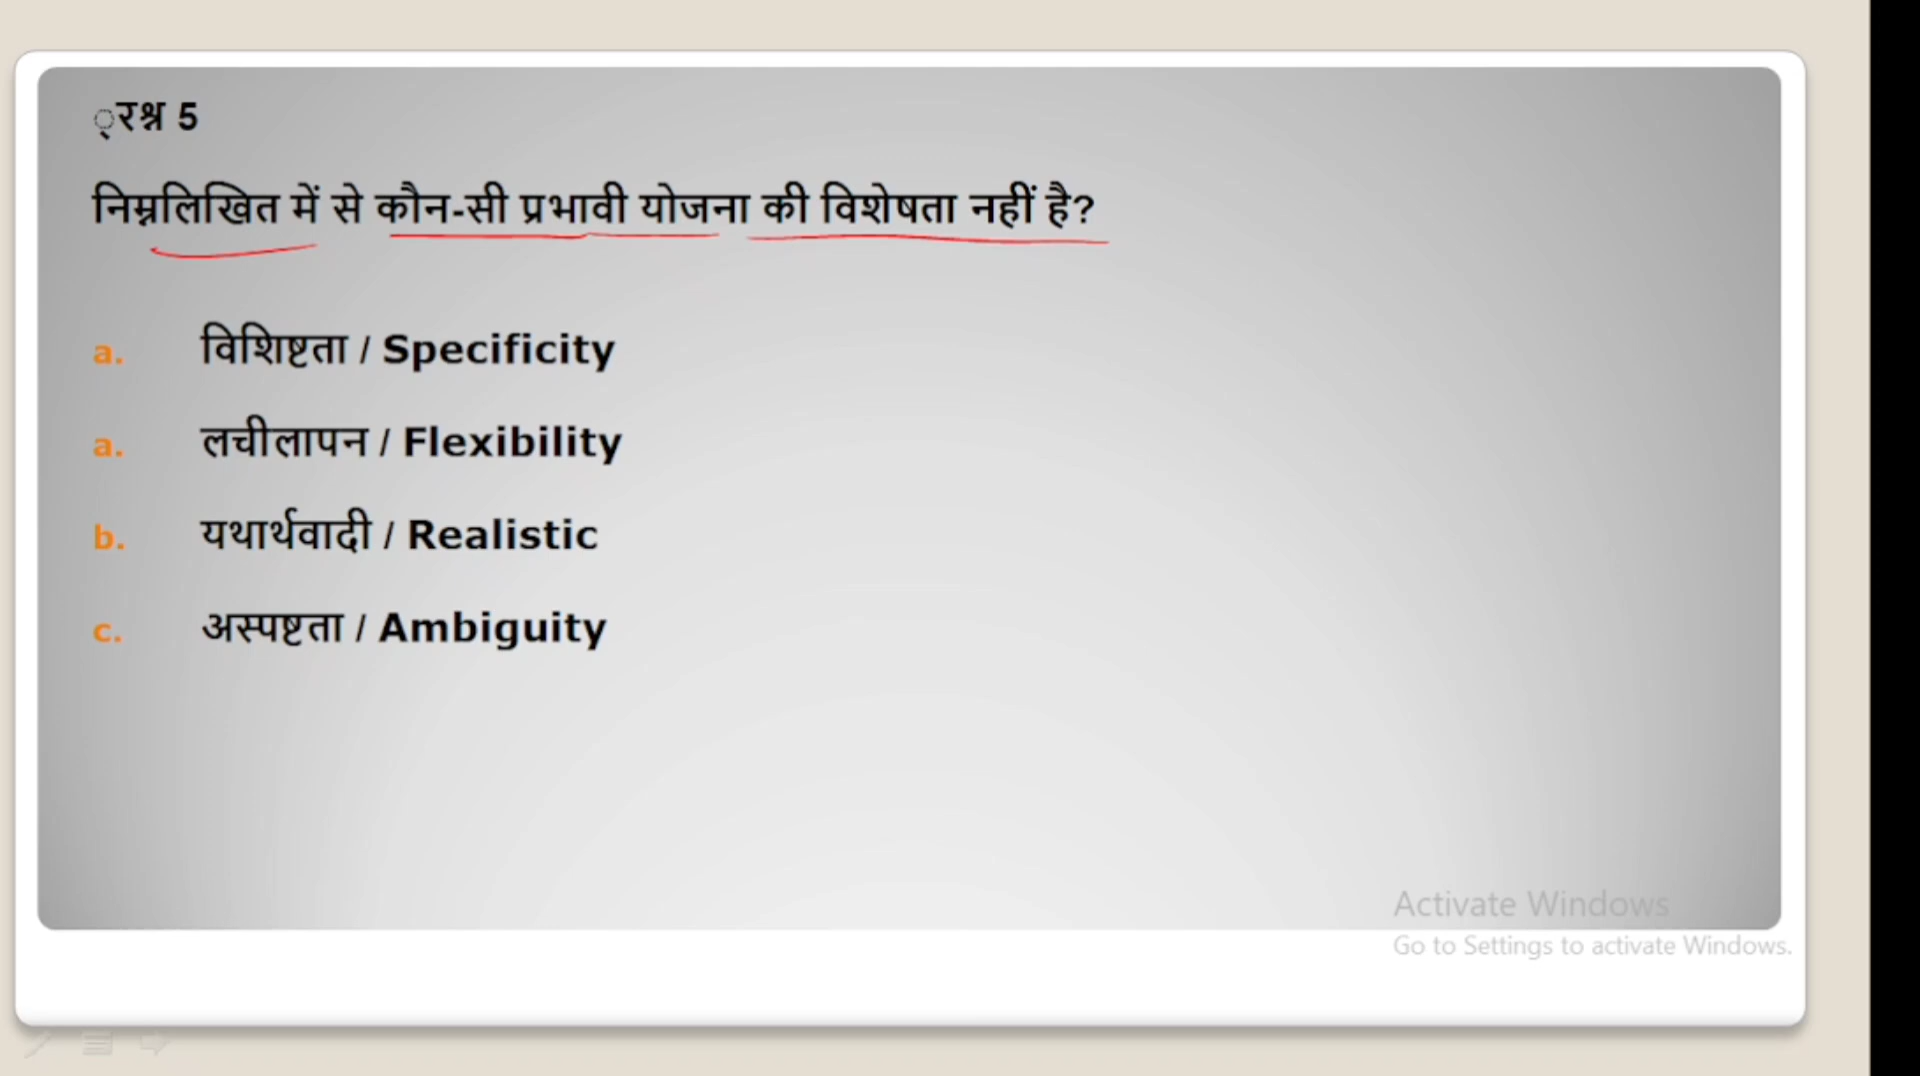 ्रश्न 5
निम्नलिखित में से कौन-सी प्रभावी योजना की विशेषता नहीं है?
a. विशिष्टता / Specificity
a. लचीलापन / Flexibility
b. यथार्थवादी / Realistic
c. अस्पष्टता / Ambiguity
Activate Windows
Go to Settings to activate Windows.